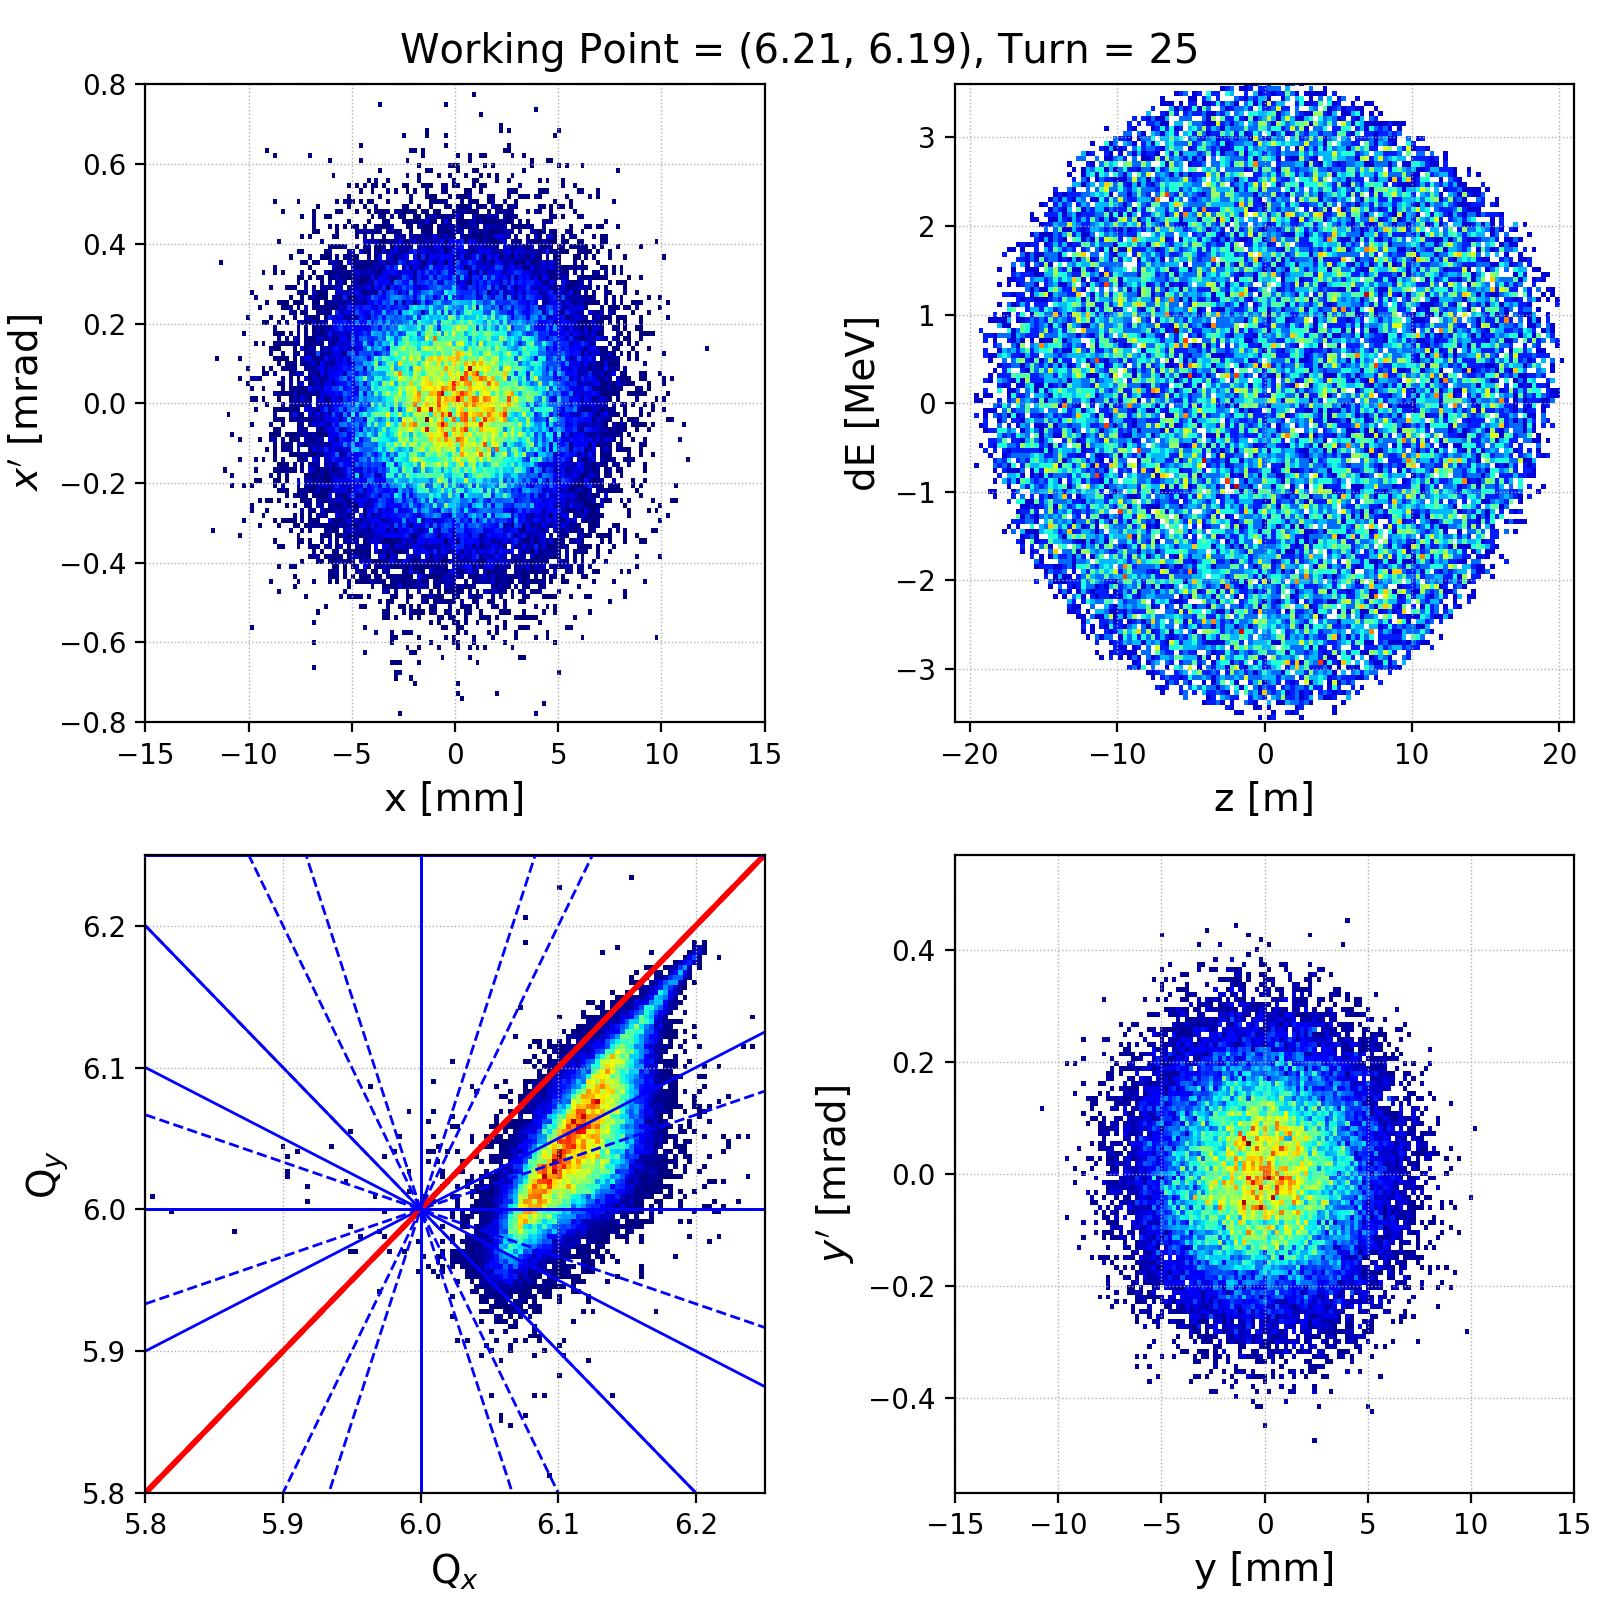 Working Point = (6.21, 6.19), Turn = 25
0.8
0.6
0.4
0.2
0.0
−0.2
−0.4
−0.6
−0.8
x′ [mrad]
−15 −10 −5 0 5 10 15
x [mm]
3
2
1
0
−1
−2
−3
dE [MeV]
−20 −10 0 10 20
z [m]
6.2
6.1
6.0
5.9
5.8
Qy
5.8 5.9 6.0 6.1 6.2
Qx
0.4
0.2
0.0
−0.2
−0.4
y′ [mrad]
−15 −10 −5 0 5 10 15
y [mm]